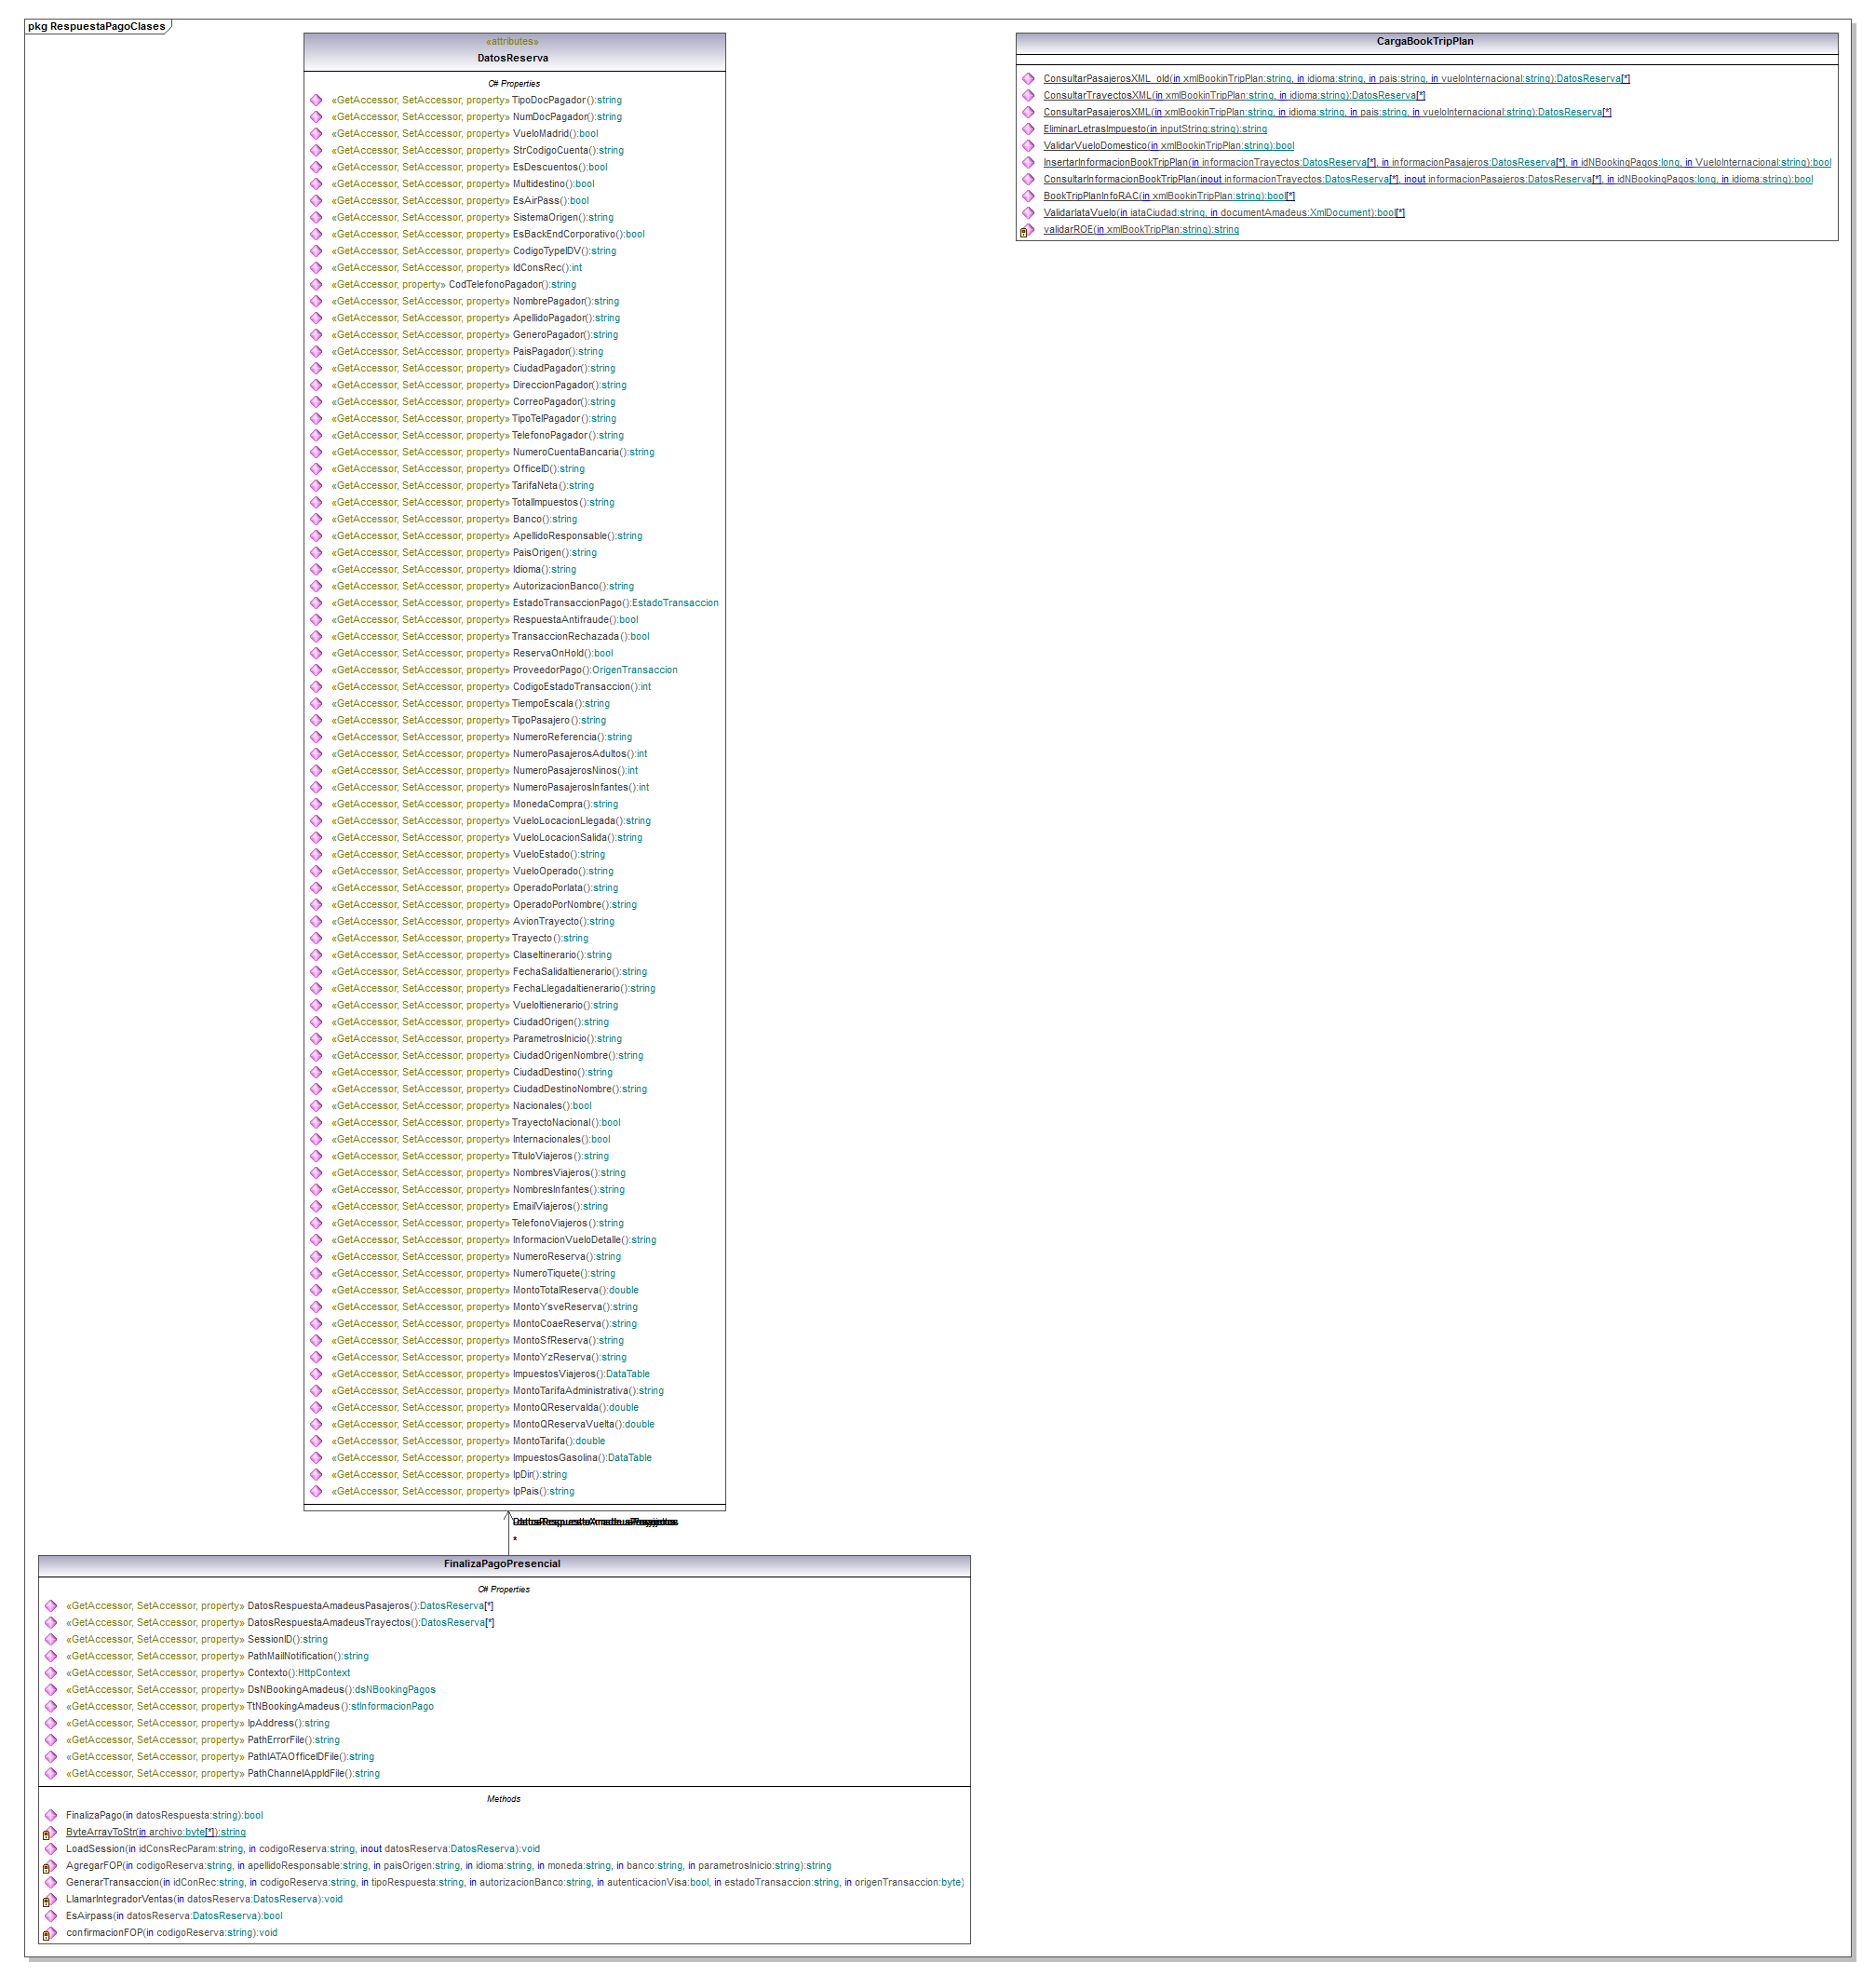 pkg RespuestaPagoClases
«attributes»
DatosReserva
C# Properties
«GetAccessor, SetAccessor, property» TipoDocPagador():string
«GetAccessor, SetAccessor, property» NumDocPagador():string
«GetAccessor, SetAccessor, property» VueloMadrid():bool
«GetAccessor, SetAccessor, property» StrCodigoCuenta():string
«GetAccessor, SetAccessor, property» EsDescuentos():bool
«GetAccessor, SetAccessor, property» Multidestino():bool
«GetAccessor, SetAccessor, property» EsAirPass():bool
«GetAccessor, SetAccessor, property» SistemaOrigen():string
«GetAccessor, SetAccessor, property» EsBackEndCorporativo():bool
«GetAccessor, SetAccessor, property» CodigoTypeIDV():string
«GetAccessor, SetAccessor, property» IdConsRec():int
«GetAccessor, property» CodTelefonoPagador():string
«GetAccessor, SetAccessor, property» NombrePagador():string
«GetAccessor, SetAccessor, property» ApellidoPagador():string
«GetAccessor, SetAccessor, property» GeneroPagador():string
«GetAccessor, SetAccessor, property» PaisPagador():string
«GetAccessor, SetAccessor, property» CiudadPagador():string
«GetAccessor, SetAccessor, property» DireccionPagador():string
«GetAccessor, SetAccessor, property» CorreoPagador():string
«GetAccessor, SetAccessor, property» TipoTelPagador():string
«GetAccessor, SetAccessor, property» TelefonoPagador():string
«GetAccessor, SetAccessor, property» NumeroCuentaBancaria():string
«GetAccessor, SetAccessor, property» OfficeID():string
«GetAccessor, SetAccessor, property» TarifaNeta():string
«GetAccessor, SetAccessor, property» TotalImpuestos():string
«GetAccessor, SetAccessor, property» Banco():string
«GetAccessor, SetAccessor, property» ApellidoResponsable():string
«GetAccessor, SetAccessor, property» PaisOrigen():string
«GetAccessor, SetAccessor, property» Idioma():string
«GetAccessor, SetAccessor, property» AutorizacionBanco():string
«GetAccessor, SetAccessor, property» EstadoTransaccionPago():EstadoTransaccion
«GetAccessor, SetAccessor, property» RespuestaAntifraude():bool
«GetAccessor, SetAccessor, property» TransaccionRechazada():bool
«GetAccessor, SetAccessor, property» ReservaOnHold():bool
«GetAccessor, SetAccessor, property» ProveedorPago():OrigenTransaccion
«GetAccessor, SetAccessor, property» CodigoEstadoTransaccion():int
«GetAccessor, SetAccessor, property» TiempoEscala():string
«GetAccessor, SetAccessor, property» TipoPasajero():string
«GetAccessor, SetAccessor, property» NumeroReferencia():string
«GetAccessor, SetAccessor, property» NumeroPasajerosAdultos():int
«GetAccessor, SetAccessor, property» NumeroPasajerosNinos():int
«GetAccessor, SetAccessor, property» NumeroPasajerosInfantes():int
«GetAccessor, SetAccessor, property» MonedaCompra():string
«GetAccessor, SetAccessor, property» VueloLocacionLlegada():string
«GetAccessor, SetAccessor, property» VueloLocacionSalida():string
«GetAccessor, SetAccessor, property» VueloEstado():string
«GetAccessor, SetAccessor, property» VueloOperado():string
«GetAccessor, SetAccessor, property» OperadoPorIata():string
«GetAccessor, SetAccessor, property» OperadoPorNombre():string
«GetAccessor, SetAccessor, property» AvionTrayecto():string
«GetAccessor, SetAccessor, property» Trayecto():string
«GetAccessor, SetAccessor, property» ClaseItinerario():string
«GetAccessor, SetAccessor, property» FechaSalidaItienerario():string
«GetAccessor, SetAccessor, property» FechaLlegadaItienerario():string
«GetAccessor, SetAccessor, property» VueloItienerario():string
«GetAccessor, SetAccessor, property» CiudadOrigen():string
«GetAccessor, SetAccessor, property» ParametrosInicio():string
«GetAccessor, SetAccessor, property» CiudadOrigenNombre():string
«GetAccessor, SetAccessor, property» CiudadDestino():string
«GetAccessor, SetAccessor, property» CiudadDestinoNombre():string
«GetAccessor, SetAccessor, property» Nacionales():bool
«GetAccessor, SetAccessor, property» TrayectoNacional():bool
«GetAccessor, SetAccessor, property» Internacionales():bool
«GetAccessor, SetAccessor, property» TituloViajeros():string
«GetAccessor, SetAccessor, property» NombresViajeros():string
«GetAccessor, SetAccessor, property» NombresInfantes():string
«GetAccessor, SetAccessor, property» EmailViajeros():string
«GetAccessor, SetAccessor, property» TelefonoViajeros():string
«GetAccessor, SetAccessor, property» InformacionVueloDetalle():string
«GetAccessor, SetAccessor, property» NumeroReserva():string
«GetAccessor, SetAccessor, property» NumeroTiquete():string
«GetAccessor, SetAccessor, property» MontoTotalReserva():double
«GetAccessor, SetAccessor, property» MontoYsveReserva():string
«GetAccessor, SetAccessor, property» MontoCoaeReserva():string
«GetAccessor, SetAccessor, property» MontoSfReserva():string
«GetAccessor, SetAccessor, property» MontoYzReserva():string
«GetAccessor, SetAccessor, property» ImpuestosViajeros():DataTable
«GetAccessor, SetAccessor, property» MontoTarifaAdministrativa():string
«GetAccessor, SetAccessor, property» MontoQReservaIda():double
«GetAccessor, SetAccessor, property» MontoQReservaVuelta():double
«GetAccessor, SetAccessor, property» MontoTarifa():double
«GetAccessor, SetAccessor, property» ImpuestosGasolina():DataTable
«GetAccessor, SetAccessor, property» IpDir():string
«GetAccessor, SetAccessor, property» IpPais():string
*
FinalizaPagoPresencial
C# Properties
«GetAccessor, SetAccessor, property» DatosRespuestaAmadeusPasajeros():DatosReserva[*]
«GetAccessor, SetAccessor, property» DatosRespuestaAmadeusTrayectos():DatosReserva[*]
«GetAccessor, SetAccessor, property» SessionID():string
«GetAccessor, SetAccessor, property» PathMailNotification():string
«GetAccessor, SetAccessor, property» Contexto():HttpContext
«GetAccessor, SetAccessor, property» DsNBookingAmadeus():dsNBookingPagos
«GetAccessor, SetAccessor, property» TtNBookingAmadeus():stInformacionPago
«GetAccessor, SetAccessor, property» IpAddress():string
«GetAccessor, SetAccessor, property» PathErrorFile():string
«GetAccessor, SetAccessor, property» PathIATAOfficeIDFile():string
«GetAccessor, SetAccessor, property» PathChannelAppIdFile():string
Methods
FinalizaPago(in datosRespuesta:string):bool
ByteArrayToStr(in archivo:byte[*]):string
LoadSession(in idConsRecParam:string, in codigoReserva:string, inout datosReserva:DatosReserva):void
AgregarFOP(in codigoReserva:string, in apellidoResponsable:string, in paisOrigen:string, in idioma:string, in moneda:string, in banco:string, in parametrosInicio:string):string
GenerarTransaccion(in idConRec:string, in codigoReserva:string, in tipoRespuesta:string, in autorizacionBanco:string, in autenticacionVisa:bool, in estadoTransaccion:string, in origenTransaccion:byte)
LlamarIntegradorVentas(in datosReserva:DatosReserva):void
EsAirpass(in datosReserva:DatosReserva):bool
confirmacionFOP(in codigoReserva:string):void
CargaBookTripPlan
ConsultarPasajerosXML_old(in xmlBookinTripPlan:string, in idioma:string, in pais:string, in vueloInternacional:string):DatosReserva[*]
ConsultarTrayectosXML(in xmlBookinTripPlan:string, in idioma:string):DatosReserva[*]
ConsultarPasajerosXML(in xmlBookinTripPlan:string, in idioma:string, in pais:string, in vueloInternacional:string):DatosReserva[*]
EliminarLetrasImpuesto(in inputString:string):string
ValidarVueloDomestico(in xmlBookinTripPlan:string):bool
InsertarInformacionBookTripPlan(in informacionTrayectos:DatosReserva[*], in informacionPasajeros:DatosReserva[*], in idNBookingPagos:long, in VueloInternacional:string):bool
ConsultarInformacionBookTripPlan(inout informacionTrayectos:DatosReserva[*], inout informacionPasajeros:DatosReserva[*], in idNBookingPagos:long, in idioma:string):bool
BookTripPlanInfoRAC(in xmlBookinTripPlan:string):bool[*]
ValidarIataVuelo(in iataCiudad:string, in documentAmadeus:XmlDocument):bool[*]
validarROE(in xmlBookTripPlan:string):string